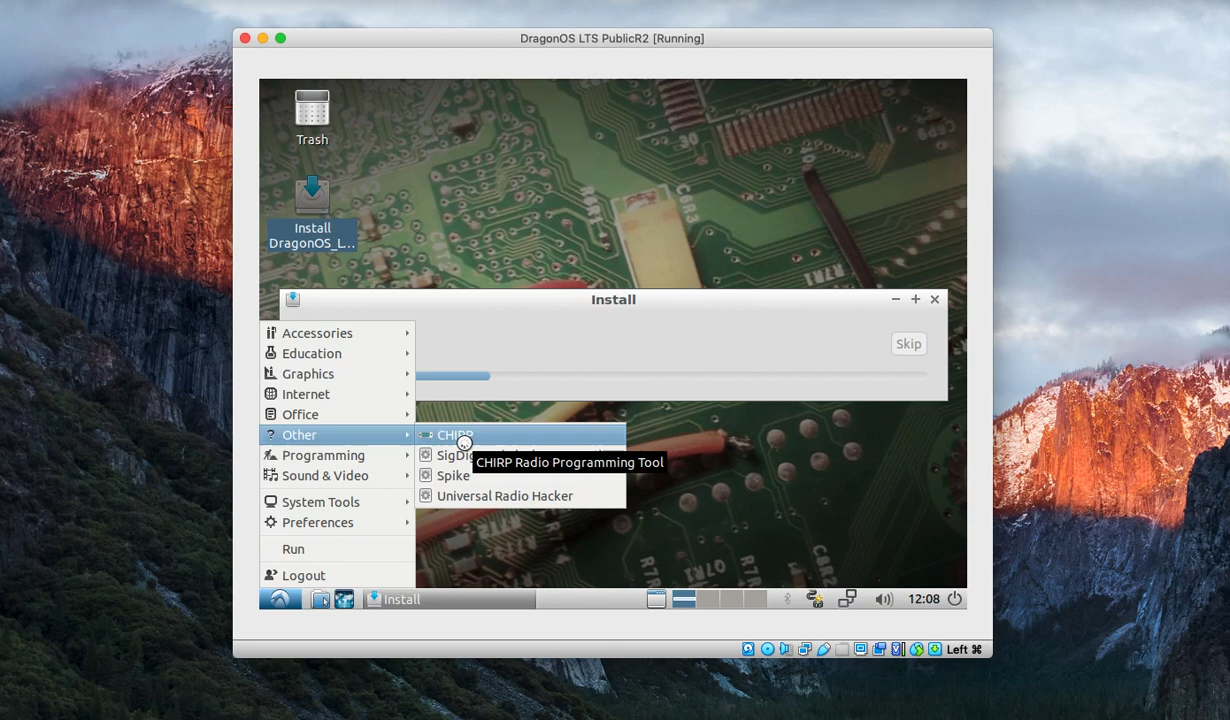 DragonOS LTS PublicR2 [Running]
Trash
Install
DragonOS_L...
Install
Skip
Accessories
Education
Graphics
Internet
Office
Other
Programming
Sound & Video
System Tools
Preferences
Run
Logout
CHIRP
CHIRP Radio Programming Tool
Spike
Universal Radio Hacker
Install
12:08
Left ⌘